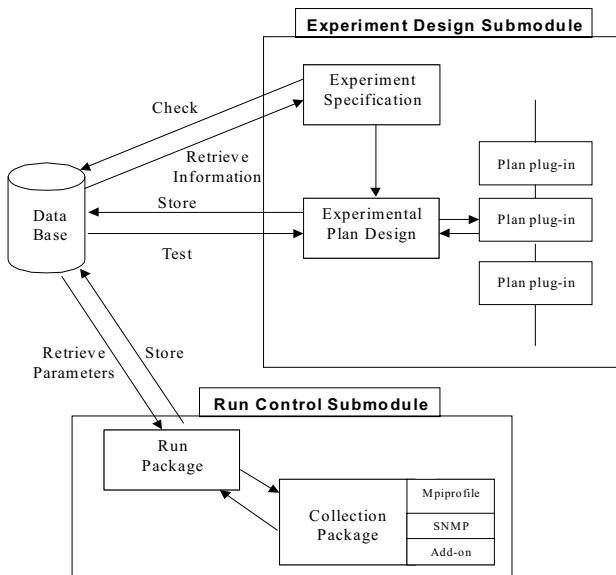 Experiment Design Submodule
Experiment
Specification
Check
Retrieve
Information
Plan plug-in
Store
Data
Base
Experimental
Plan Design
Plan plug-in
Test
Plan plug-in
Retrieve
Parameters
Store
Run Control Submodule
Run
Package
Collection
Package
Mpiprofile
SNMP
Add-on